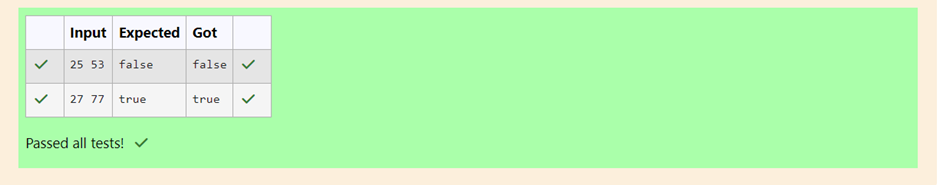 Input Expected Got
25 53 false false
27 77 true true
Passed all tests!